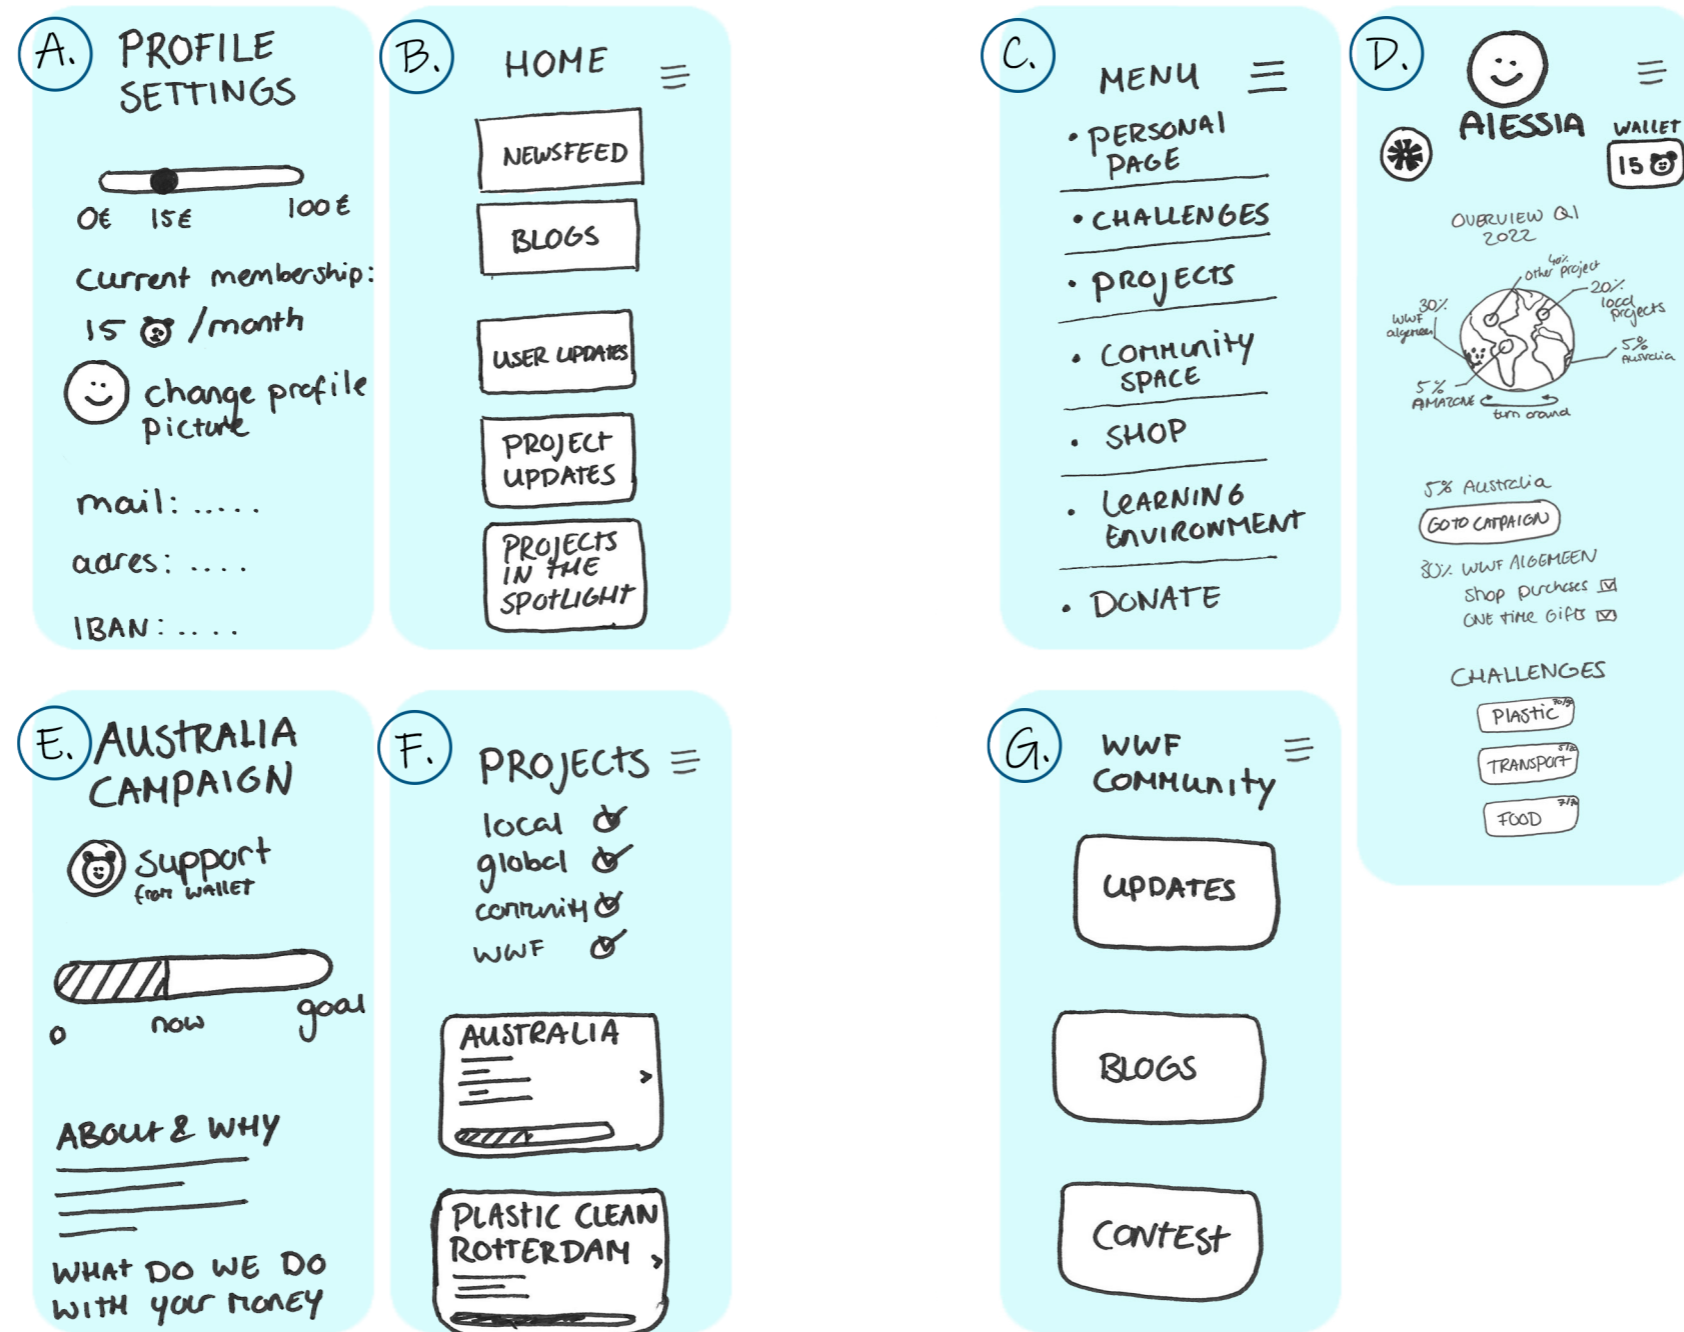 A.
PROFILE
SETTINGS
0€ 15€ 100€
Current membership:
15 /month
change profile
picture
mail: .....
adres: ....
IBAN: ....
B.
HOME
NEWSFEED
BLOGS
USER UPDATES
PROJECT
UPDATES
PROJECTS
IN THE
SPOTLIGHT
C.
MENU
• PERSONAL
PAGE
• CHALLENGES
• PROJECTS
• COMMUNITY
SPACE
• SHOP
• LEARNING
ENVIRONMENT
• DONATE
D.
AlESSIA
WALLET
15
OVERVIEW Q1
2022
40%
other project
20%
local
projects
30%
WWF
algemeen
5%
Australia
5%
AMAZONE
turn around
5% Australia
GO TO CAMPAIGN
30% WWF AlGEMEEN
Shop purchases
ONE time Gifts
CHALLENGES
PLAStic
TRANSPORT
FOOD
E.
AUSTRALIA
CAMPAIGN
Support
from WALLET
0 now goal
ABOUT & WHY
WHAT DO WE DO
WITH your MONEY
F.
PROJECTS
local
global
community
WWF
AUSTRALIA
>
PLASTIC CLEAN
ROTTERDAM
>
G.
WWF
COMMUNITY
UPDATES
BLOGS
CONTEST